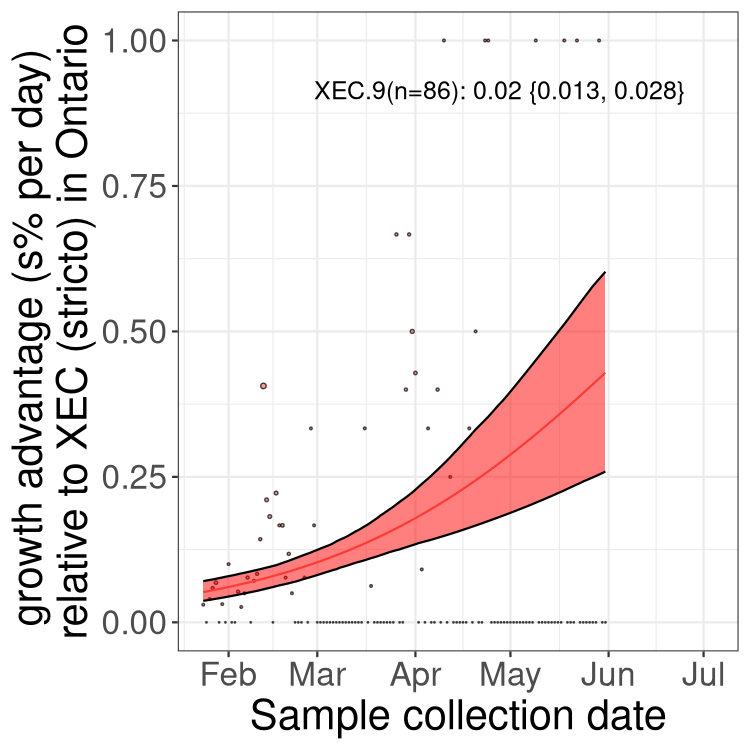 growth advantage (s% per day)
relative to XEC (stricto) in Ontario
1.00
0.75
0.50
0.25
0.00
XEC.9(n=86): 0.02 {0.013, 0.028}
Feb Mar Apr May Jun Jul
Sample collection date